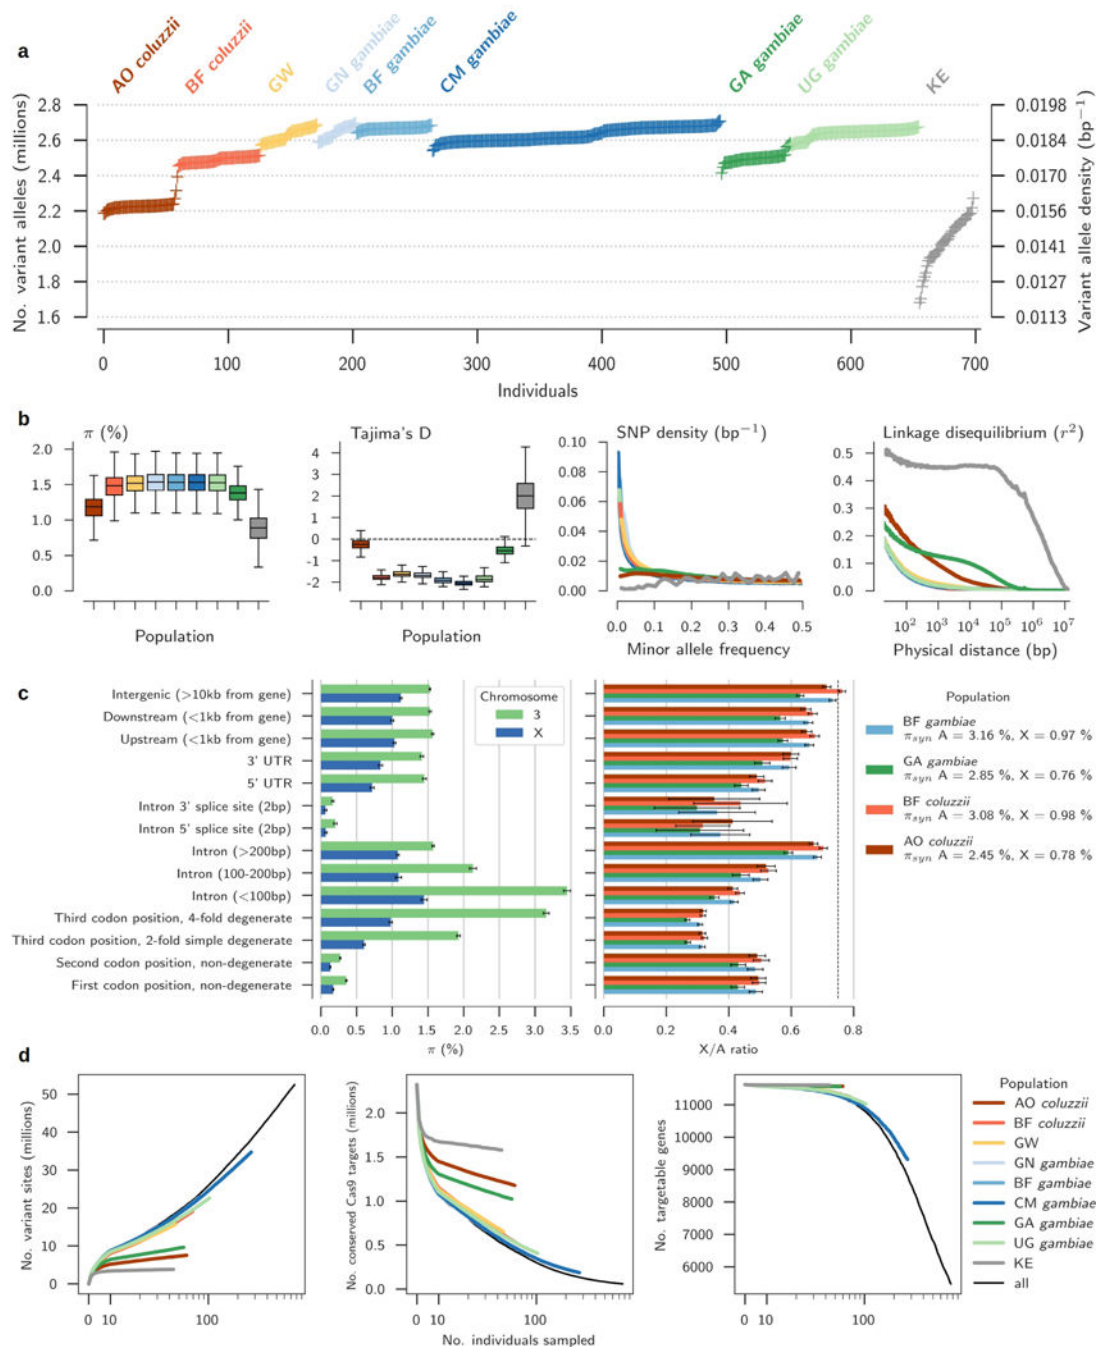 a
AO coluzzii
BF coluzzii
GW
GN gambiae
BF gambiae
CM gambiae
GA gambiae
UG gambiae
KE
No. variant alleles (millions)
2.8
2.6
2.4
2.2
2.0
1.8
1.6
0.0198
0.0184
0.0170
0.0156
0.0141
0.0127
0.0113
Variant allele density (bp⁻¹)
0 100 200 300 400 500 600 700
Individuals
b
π (%)
2.0
1.5
1.0
0.5
0.0
Population
Tajima's D
4
3
2
1
0
-1
-2
Population
SNP density (bp⁻¹)
0.10
0.08
0.06
0.04
0.02
0.00
0.0 0.1 0.2 0.3 0.4 0.5
Minor allele frequency
Linkage disequilibrium (r²)
0.5
0.4
0.3
0.2
0.1
0.0
10² 10³ 10⁴ 10⁵ 10⁶ 10⁷
Physical distance (bp)
c
Intergenic (>10kb from gene)
Downstream (<1kb from gene)
Upstream (<1kb from gene)
3' UTR
5' UTR
Intron 3' splice site (2bp)
Intron 5' splice site (2bp)
Intron (>200bp)
Intron (100-200bp)
Intron (<100bp)
Third codon position, 4-fold degenerate
Third codon position, 2-fold simple degenerate
Second codon position, non-degenerate
First codon position, non-degenerate
Chromosome
3
X
0.0 0.5 1.0 1.5 2.0 2.5 3.0 3.5
π (%)
0.0 0.2 0.4 0.6 0.8
X/A ratio
Population
BF gambiae
πsyn A = 3.16 %, X = 0.97 %
GA gambiae
πsyn A = 2.85 %, X = 0.76 %
BF coluzzii
πsyn A = 3.08 %, X = 0.98 %
AO coluzzii
πsyn A = 2.45 %, X = 0.78 %
d
No. variant sites (millions)
50
40
30
20
10
0
0 10 100
No. conserved Cas9 targets (millions)
2.0
1.5
1.0
0.5
0.0
0 10 100
No. individuals sampled
No. targetable genes
11000
10000
9000
8000
7000
6000
0 10 100
Population
AO coluzzii
BF coluzzii
GW
GN gambiae
BF gambiae
CM gambiae
GA gambiae
UG gambiae
KE
all